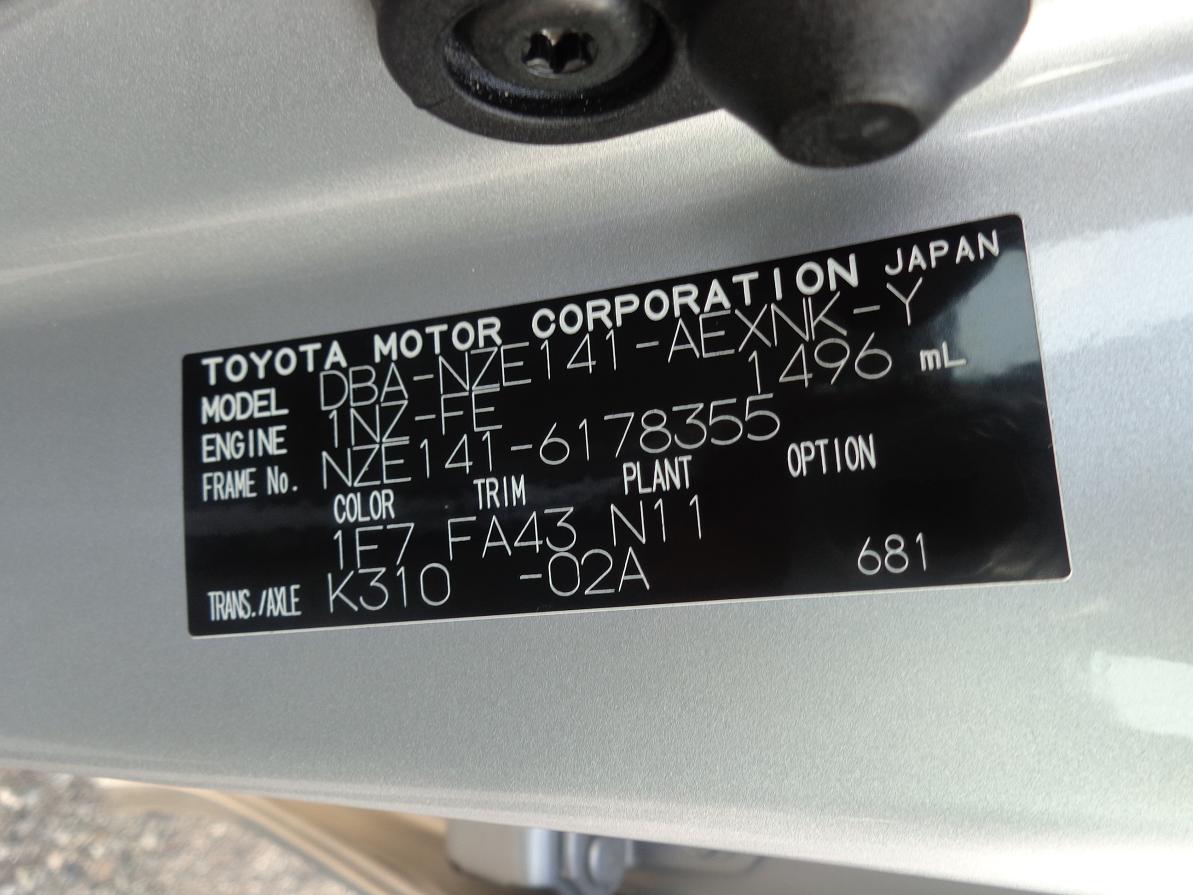 TOYOTA MOTOR CORPORATION JAPAN
MODEL DBA-NZE141-AEXNK-Y
ENGINE 1NZ-FE 1496 mL
FRAME No. NZE141-6178355
COLOR TRIM PLANT OPTION
1F7 FA43 N11
TRANS./AXLE K310 -02A 681